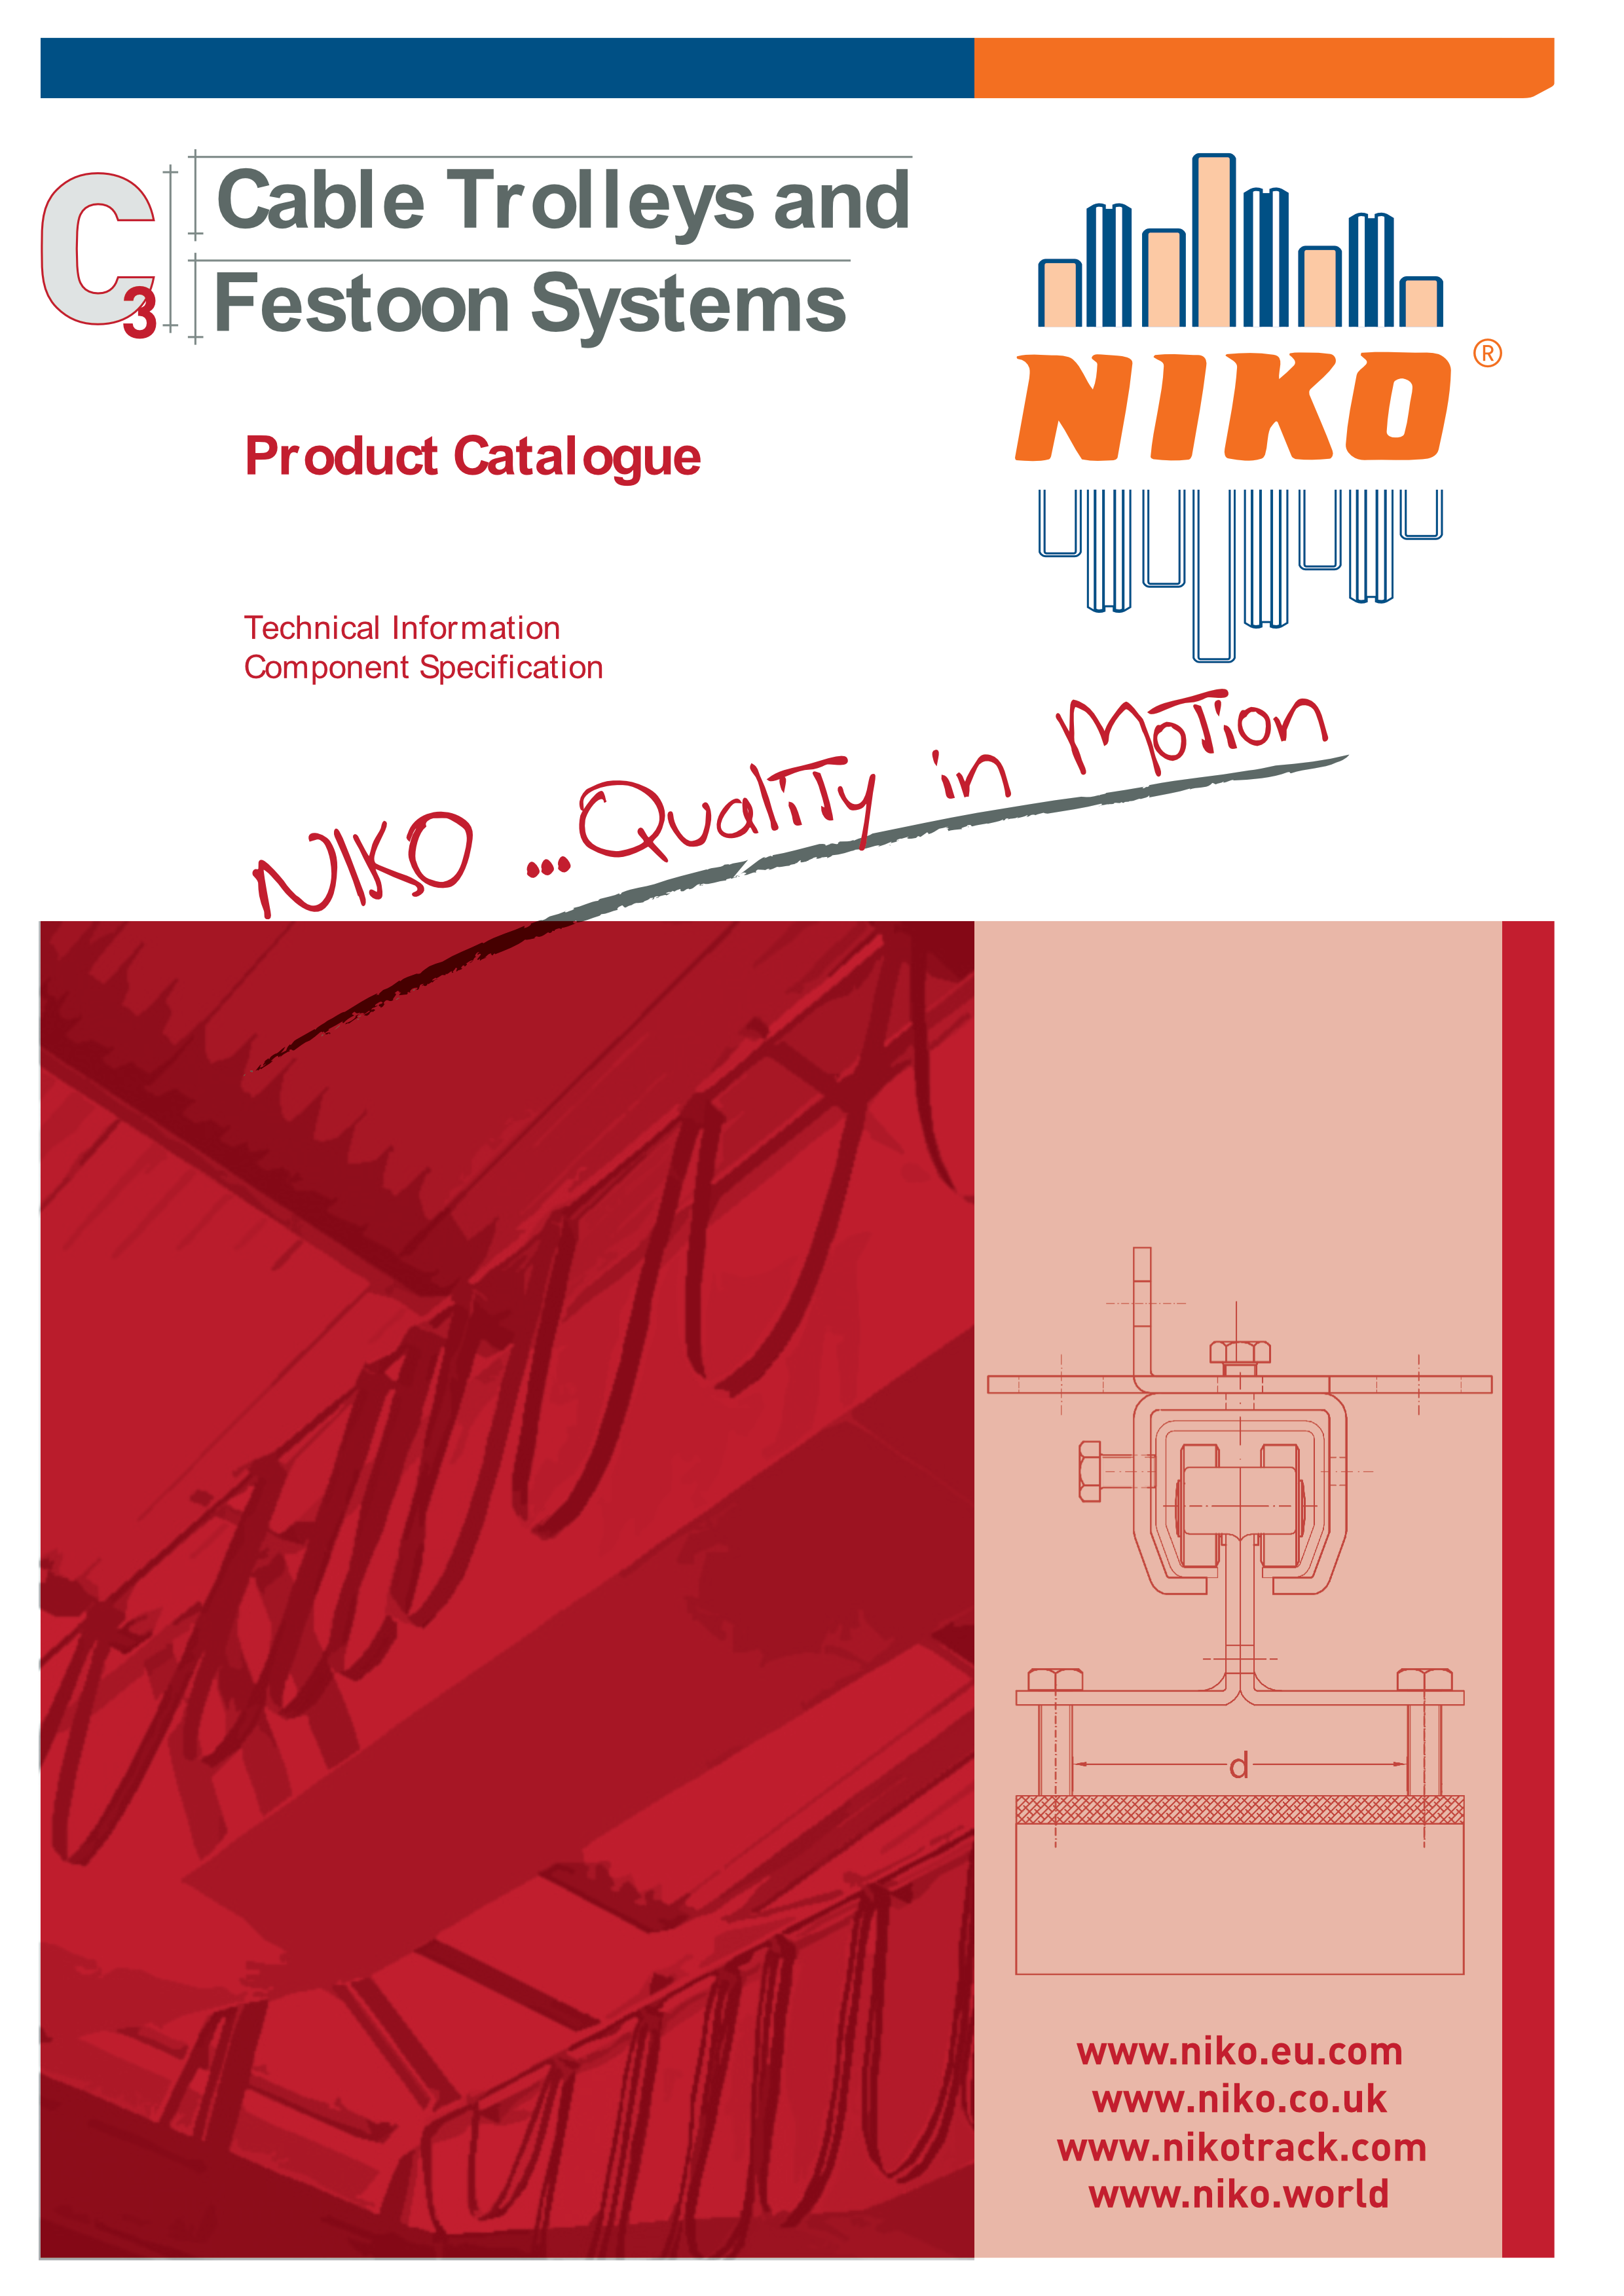 C3
Cable Trolleys and
Festoon Systems
NIKO ®
Product Catalogue
Technical Information
Component Specification
NIKO ...Quality in Motion
d
www.niko.eu.com
www.niko.co.uk
www.nikotrack.com
www.niko.world